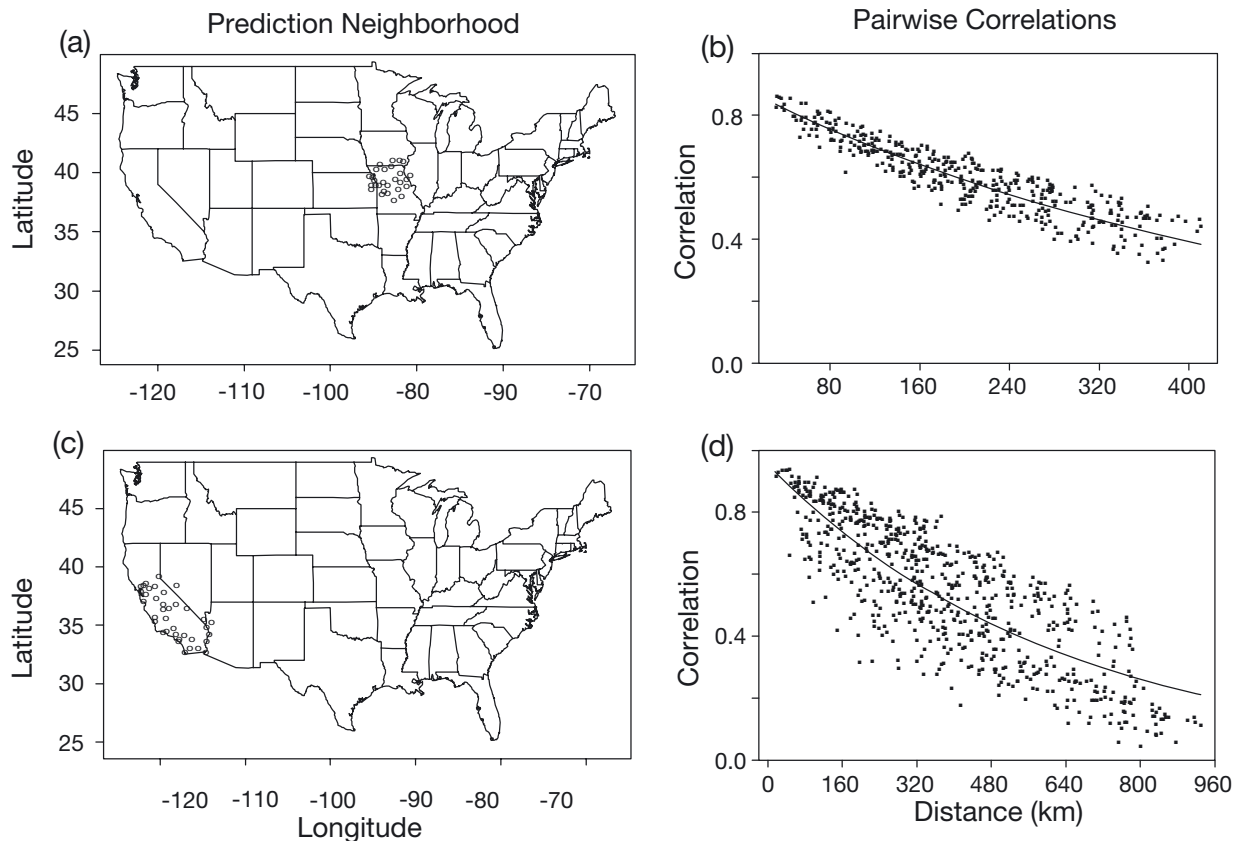 Prediction Neighborhood
Pairwise Correlations
(a)
45
40
35
30
25
Latitude
-120 -110 -100 -80 -90 -70
(b)
0.8
0.4
0.0
Correlation
80 160 240 320 400
(c)
45
40
35
30
25
Latitude
-120 -110 -100 -90 -80 -70
Longitude
(d)
0.8
0.4
0.0
Correlation
0 160 320 480 640 800 960
Distance (km)